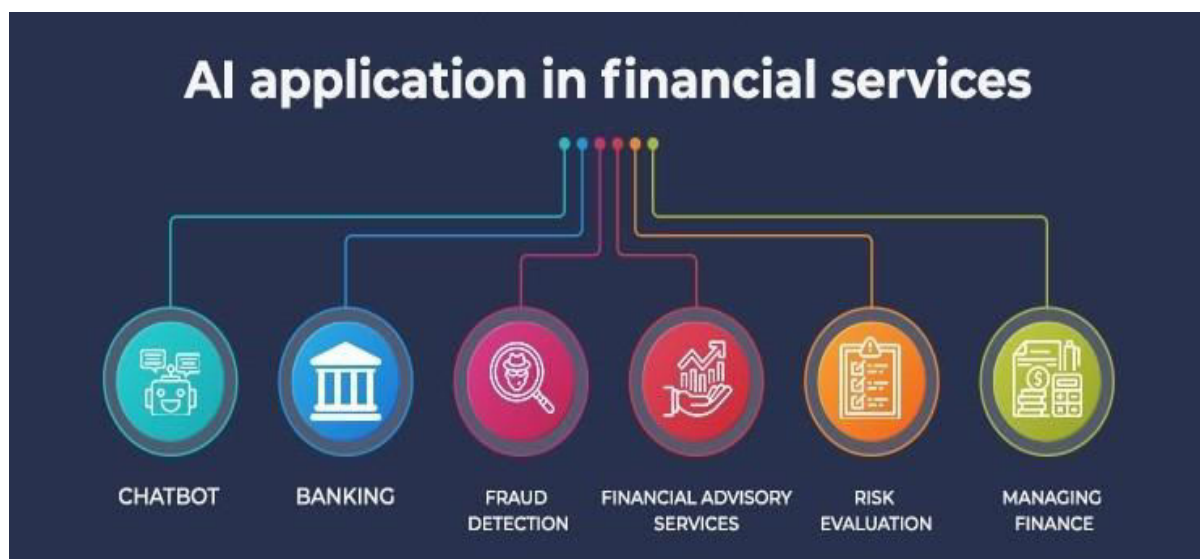 AI application in financial services
CHATBOT
BANKING
FRAUD
DETECTION
FINANCIAL ADVISORY
SERVICES
RISK
EVALUATION
MANAGING
FINANCE